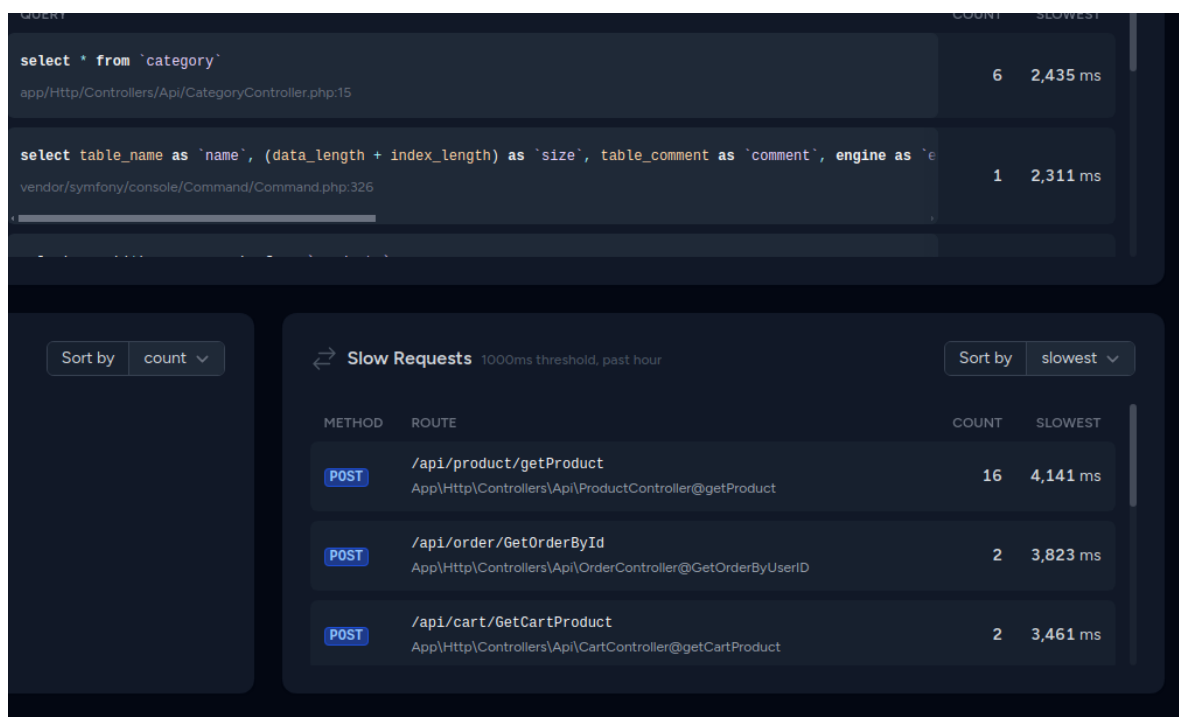 QUERY COUNT SLOWEST
select * from `category`
app/Http/Controllers/Api/CategoryController.php:15
6 2,435 ms
select table_name as `name`, (data_length + index_length) as `size`, table_comment as `comment`, engine as `e
vendor/symfony/console/Command/Command.php:326
1 2,311 ms
Sort by count
Slow Requests 1000ms threshold, past hour
Sort by slowest
METHOD ROUTE COUNT SLOWEST
POST /api/product/getProduct
App\Http\Controllers\Api\ProductController@getProduct
16 4,141 ms
POST /api/order/GetOrderById
App\Http\Controllers\Api\OrderController@GetOrderByUserID
2 3,823 ms
POST /api/cart/GetCartProduct
App\Http\Controllers\Api\CartController@getCartProduct
2 3,461 ms